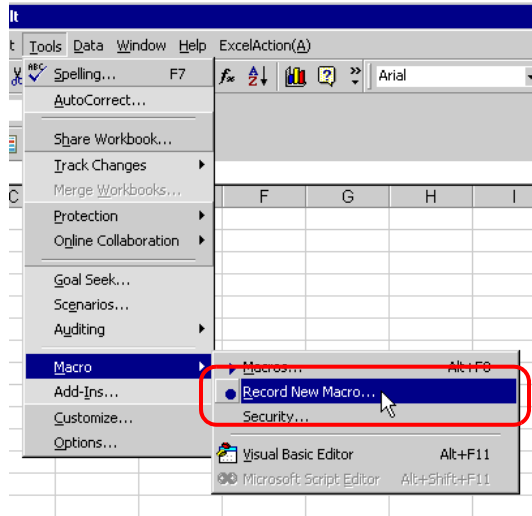 lt
t Tools Data Window Help ExcelAction(A)
ABC Spelling... F7
fx A Z Arial
AutoCorrect...
Share Workbook...
Track Changes
Merge Workbooks...
C F G H I
Protection
Online Collaboration
Goal Seek...
Scenarios...
Auditing
Macro
Macros... Alt+F8
Add-Ins...
Record New Macro...
Customize...
Security...
Options...
Visual Basic Editor Alt+F11
Microsoft Script Editor Alt+Shift+F11